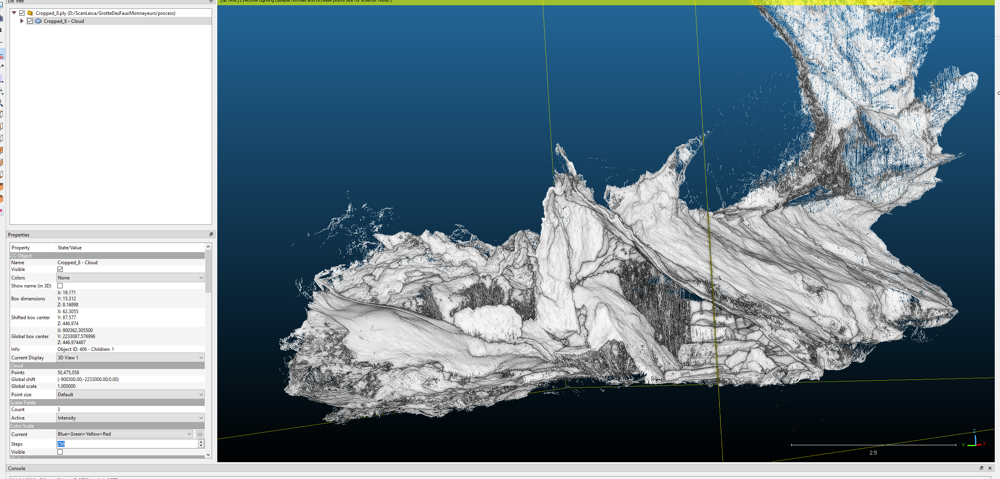 DB Tree
[GL filter] EyeDome Lighting (disable normals and increase points size for a better result!)
Cropped_8.ply (D:/ScanLeica/GrotteDesFauxMonnayeurs/process)
Cropped_8 - Cloud
Properties
Property State/Value
CC Object
Name Cropped_8 - Cloud
Visible
Colors None
Show name (in 3D)
Box dimensions X: 19.171
Y: 15.312
Z: 8.16898
Shifted box center X: 62.3055
Y: 87.577
Z: 446.974
Global box center X: 900362.305500
Y: 2233087.576996
Z: 446.974487
Info Object ID: 406 - Children: 1
Current Display 3D View 1
Cloud
Points 50,475,058
Global shift (-900300.00;-2233000.00;0.00)
Global scale 1.000000
Point size Default
Scalar Fields
Count 3
Active Intensity
Color Scale
Current Blue>Green>Yellow>Red
Steps 256
Visible
Z
Y X
2.5
Console